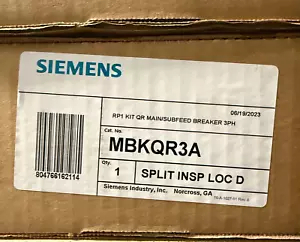 SIEMENS
06/19/2023
RP1 KIT QR MAIN/SUBFEED BREAKER 3PH
Cat. No.
MBKQR3A
Qty.
1
SPLIT INSP LOC D
804766162114
Siemens Industry, Inc. Norcross, GA